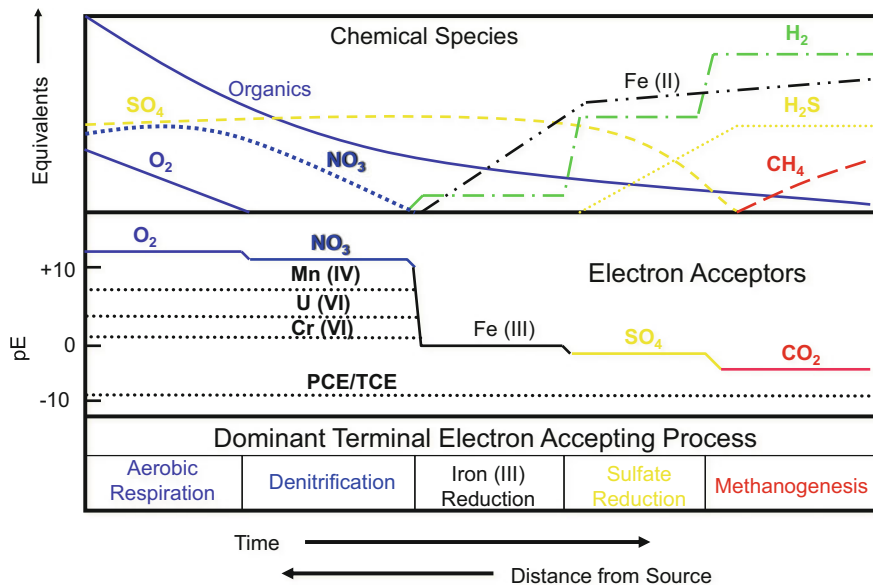 Chemical Species
H₂
Fe (II)
Organics
SO₄
H₂S
O₂
NO₃
CH₄
Equivalents
O₂
NO₃
+10
Mn (IV)
Electron Acceptors
U (VI)
Cr (VI)
Fe (III)
SO₄
CO₂
0
pE
PCE/TCE
-10
Dominant Terminal Electron Accepting Process
Aerobic
Respiration
Denitrification
Iron (III)
Reduction
Sulfate
Reduction
Methanogenesis
Time
Distance from Source